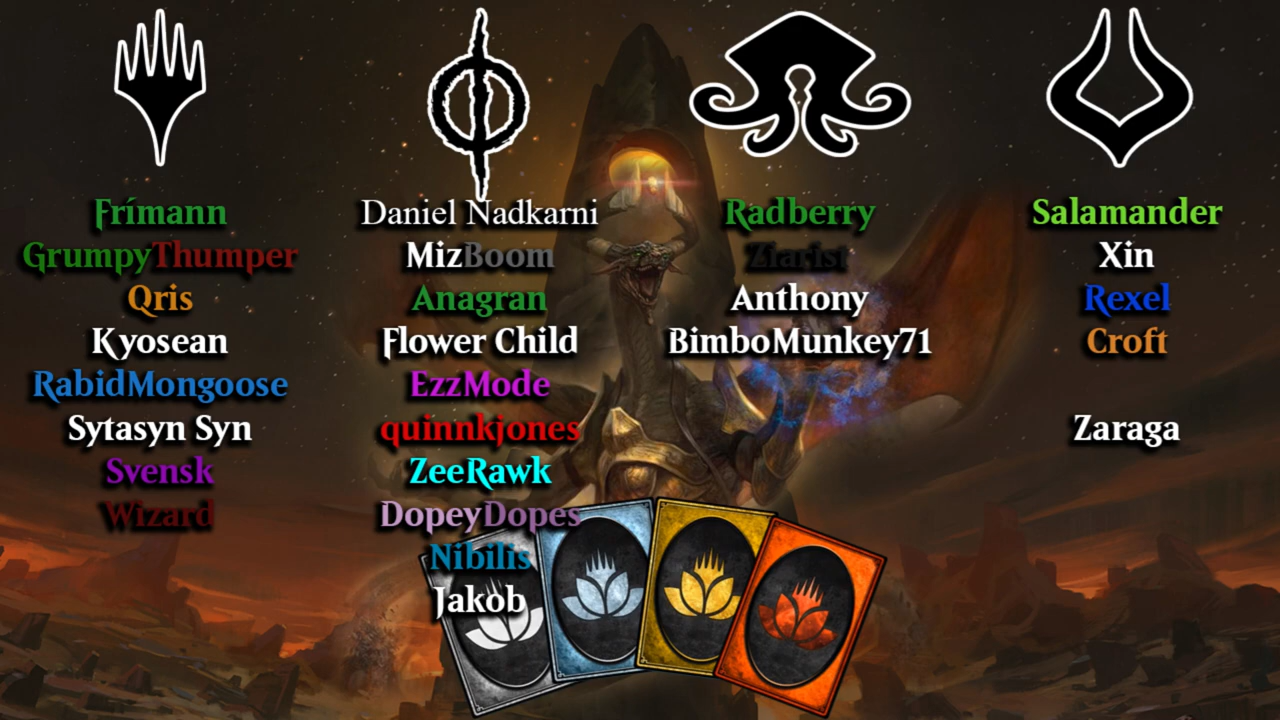 Frímann
GrumpyThumper
Qris
Kyosean
RabidMongoose
Sytasyn Syn
Svensk
Wizard
Daniel Nadkarni
MizBoom
Anagran
Flower Child
EzzMode
quinnkjones
ZeeRawk
DopeyDopes
Nibilis
Jakob
Radberry
Ziarist
Anthony
BimboMunkey71
Salamander
Xin
Rexel
Croft
Zaraga